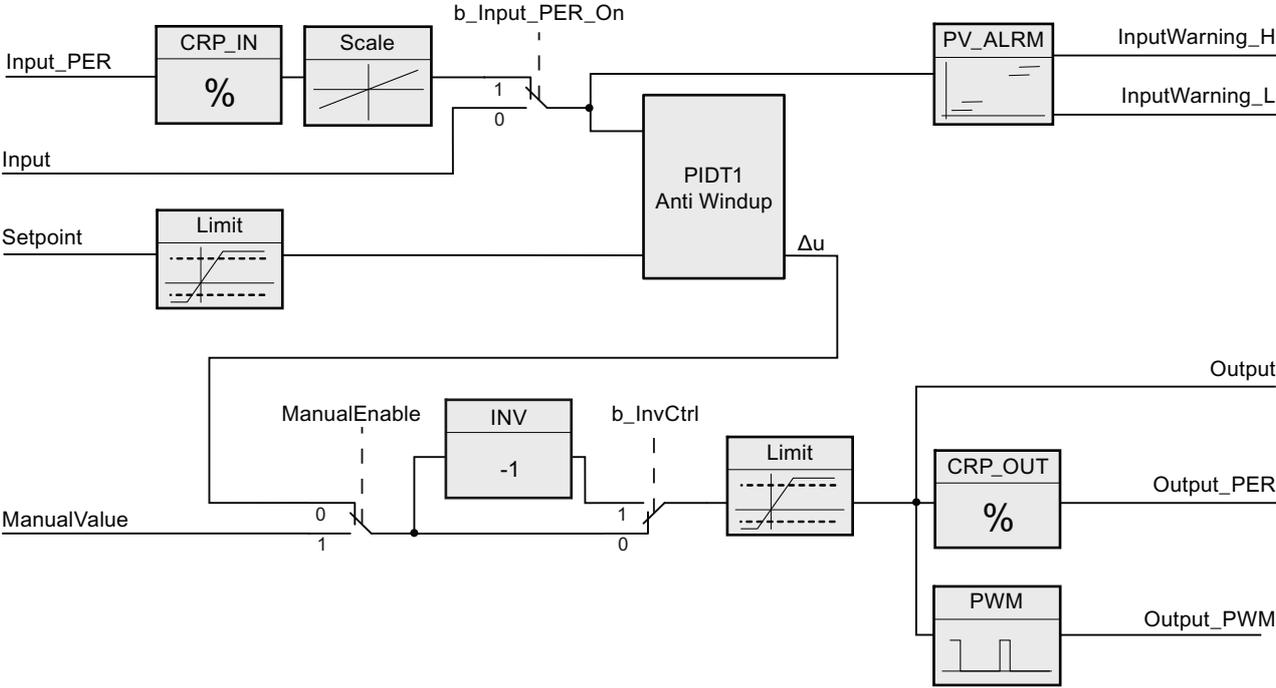 b_Input_PER_On
Input_PER
CRP_IN
%
Scale
1
0
PV_ALRM
InputWarning_H
InputWarning_L
Input
PIDT1
Anti Windup
Setpoint
Limit
Δu
Output
ManualEnable
INV
-1
b_InvCtrl
Limit
CRP_OUT
%
Output_PER
0
1
ManualValue
1
0
PWM
Output_PWM